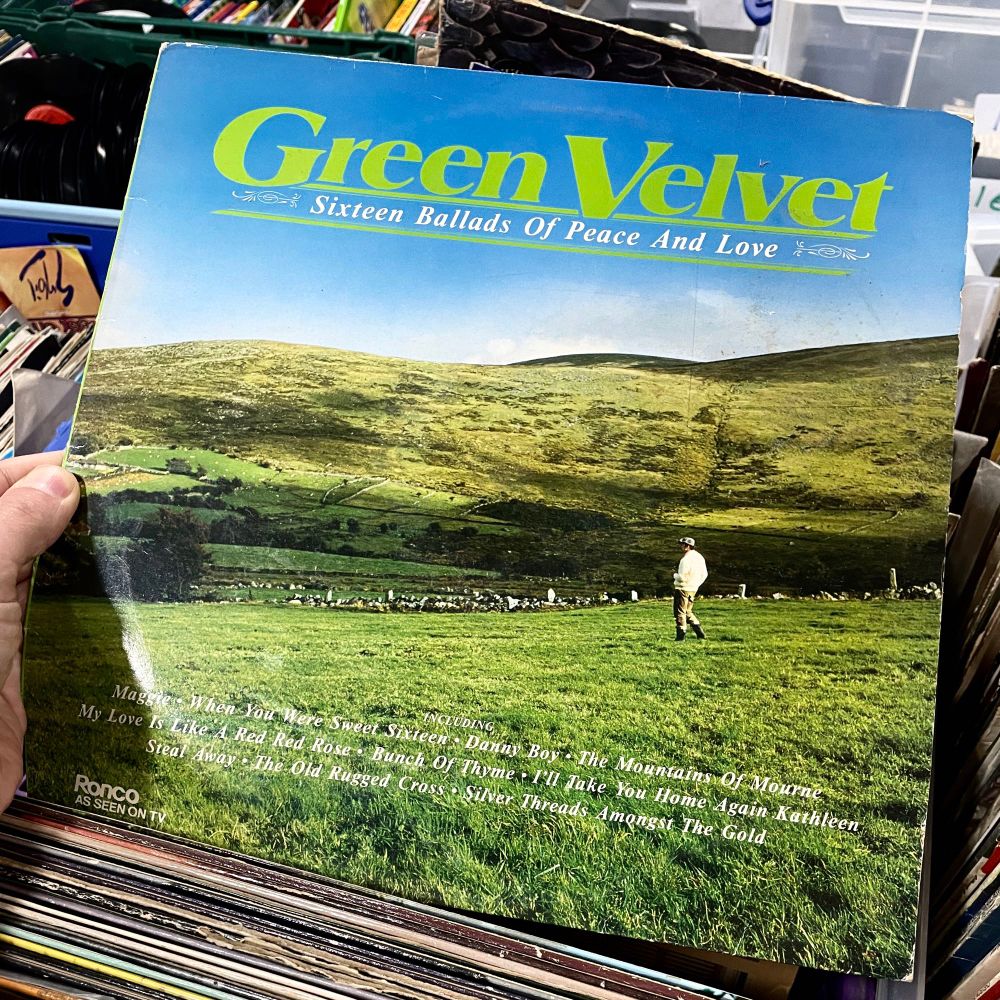 Green Velvet
Sixteen Ballads Of Peace And Love
INCLUDING
Maggie • When You Were Sweet Sixteen • Danny Boy • The Mountains Of Mourne
My Love Is Like A Red Red Rose • Bunch Of Thyme • I'll Take You Home Again Kathleen
Steal Away • The Old Rugged Cross • Silver Threads Amongst The Gold
Ronco
AS SEEN ON TV